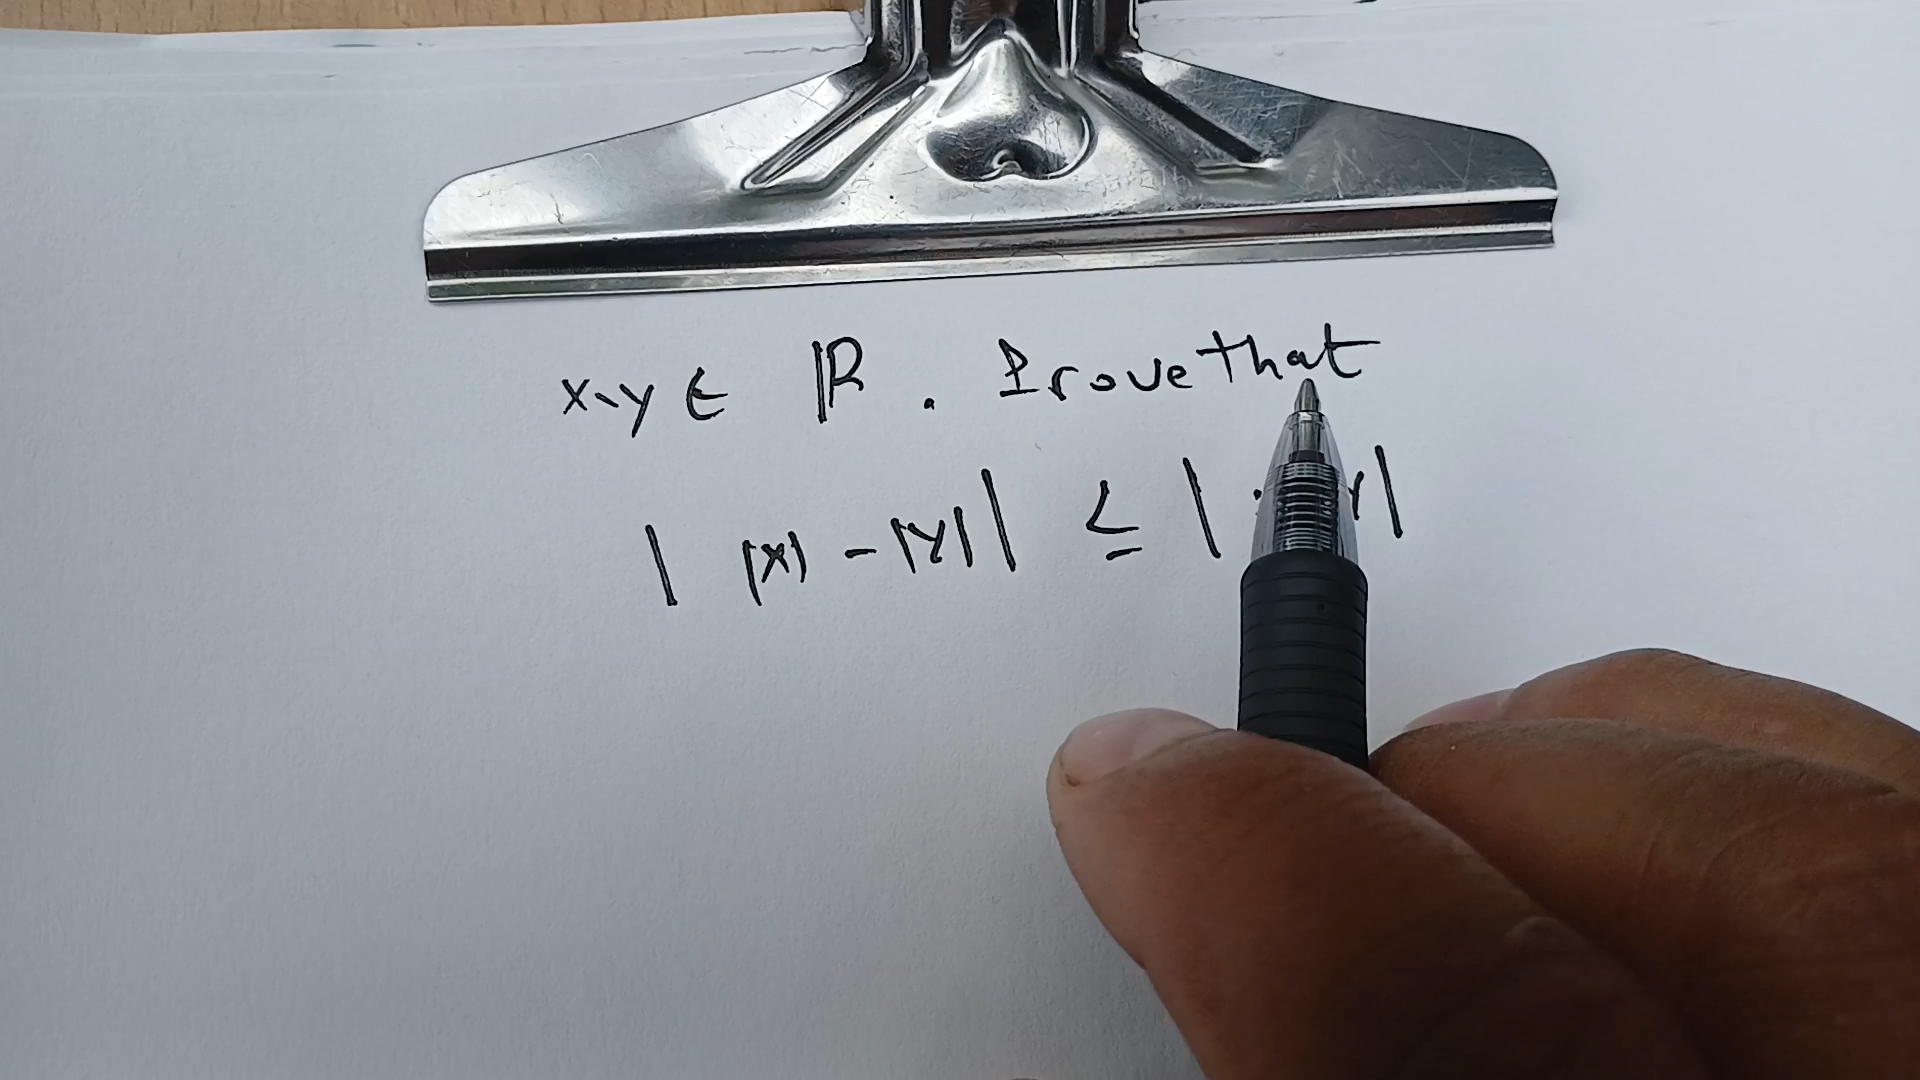 x,y ∈ ℝ . Prove that
| |x| - |y| | ≤ | y|